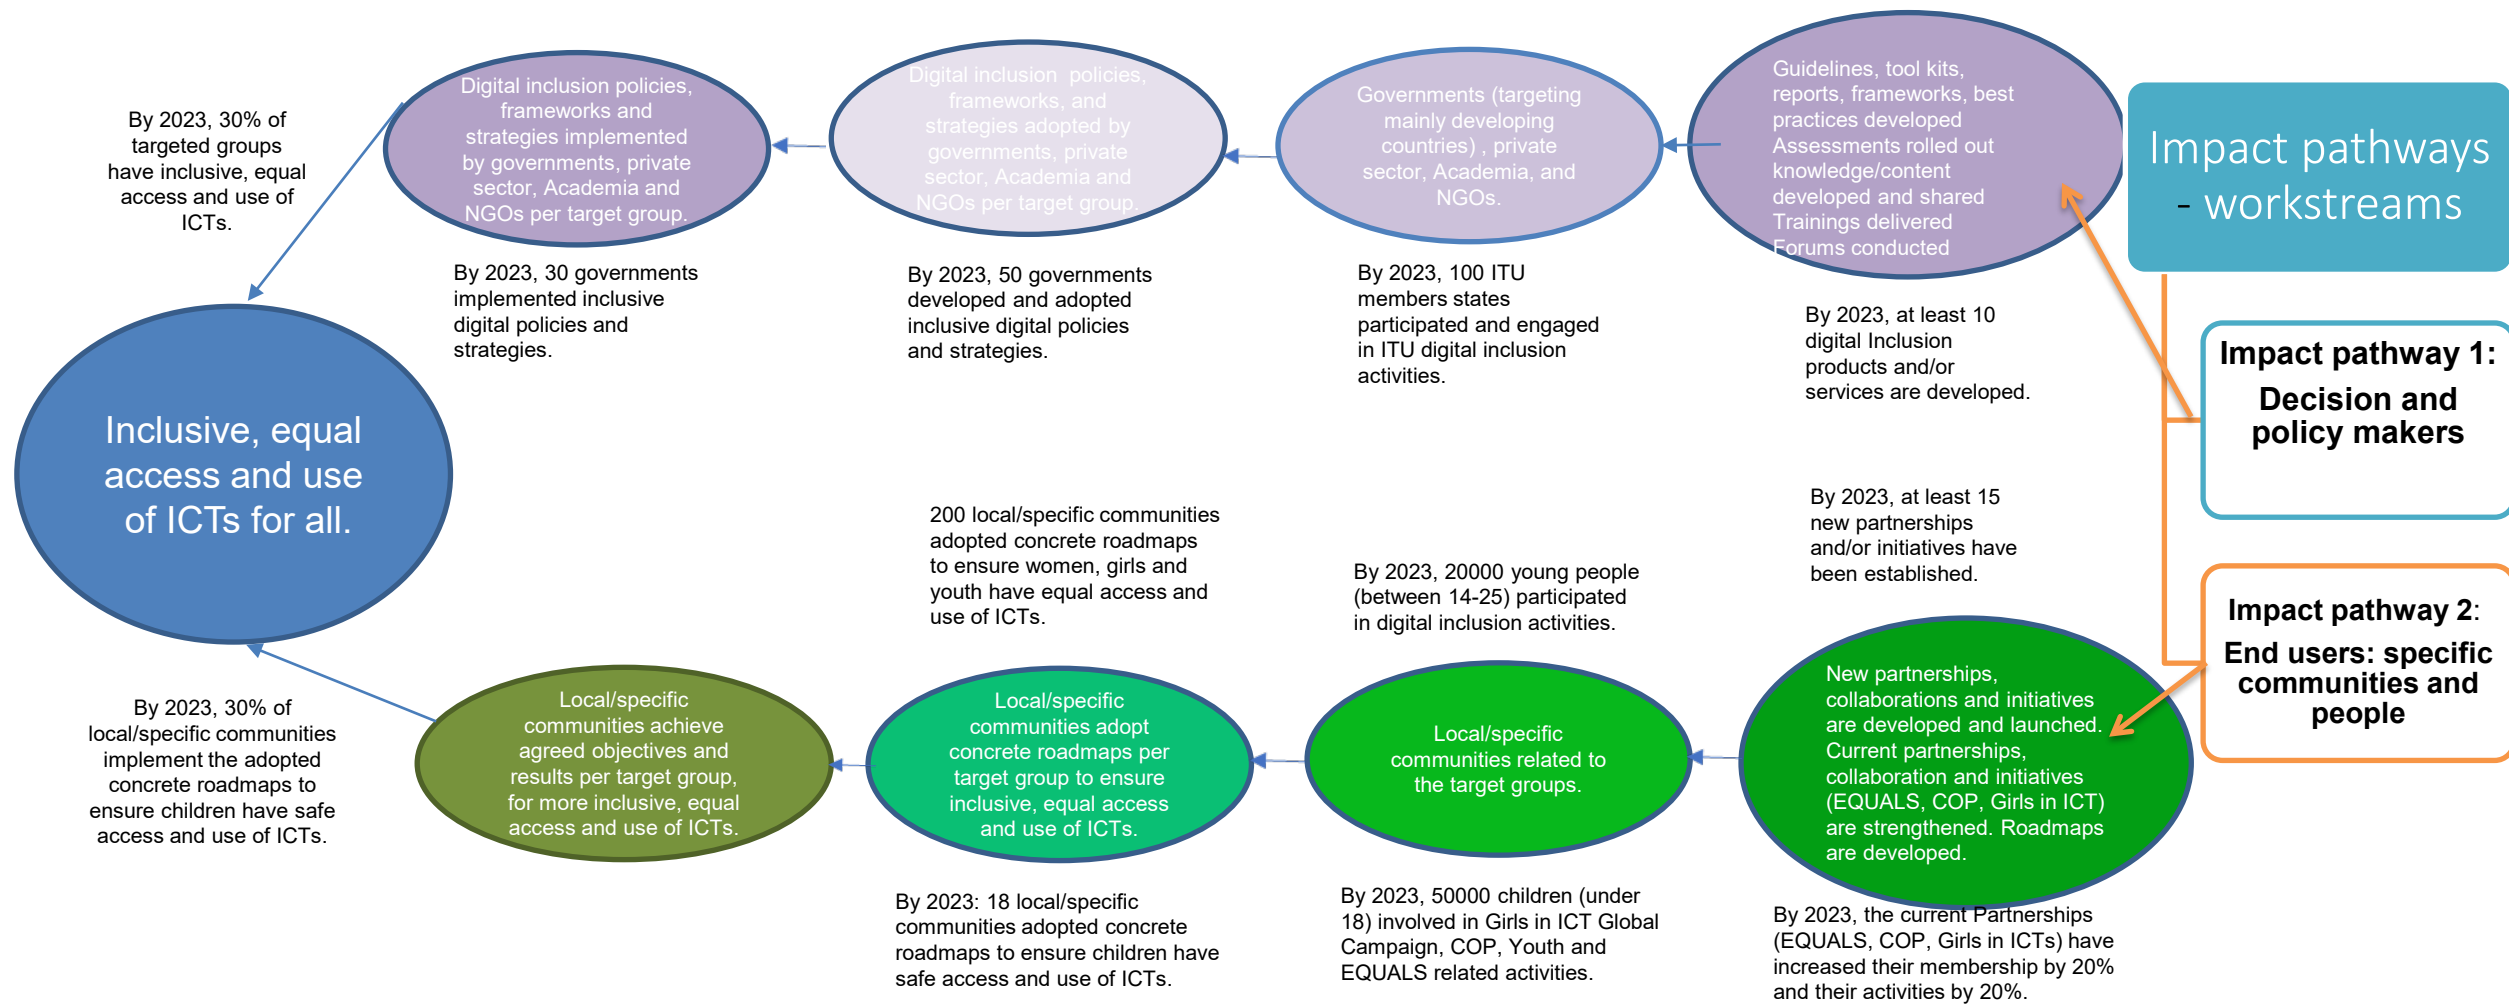 Impact pathways
- workstreams
Impact pathway 1:
Decision and
policy makers
Guidelines, tool kits,
reports, frameworks, best
practices developed
Assessments rolled out
knowledge/content
developed and shared
Trainings delivered
Forums conducted
By 2023, at least 10
digital Inclusion
products and/or
services are developed.
Governments (targeting
mainly developing
countries) , private
sector, Academia, and
NGOs.
By 2023, 100 ITU
members states
participated and engaged
in ITU digital inclusion
activities.
Digital inclusion policies,
frameworks, and
strategies adopted by
governments, private
sector, Academia and
NGOs per target group.
By 2023, 50 governments
developed and adopted
inclusive digital policies
and strategies.
Digital inclusion policies,
frameworks and
strategies implemented
by governments, private
sector, Academia and
NGOs per target group.
By 2023, 30 governments
implemented inclusive
digital policies and
strategies.
By 2023, 30% of
targeted groups
have inclusive, equal
access and use of
ICTs.
Inclusive, equal
access and use
of ICTs for all.
Impact pathway 2:
End users: specific
communities and
people
By 2023, at least 15
new partnerships
and/or initiatives have
been established.
New partnerships,
collaborations and initiatives
are developed and launched.
Current partnerships,
collaboration and initiatives
(EQUALS, COP, Girls in ICT)
are strengthened. Roadmaps
are developed.
By 2023, the current Partnerships
(EQUALS, COP, Girls in ICTs) have
increased their membership by 20%
and their activities by 20%.
By 2023, 20000 young people
(between 14-25) participated
in digital inclusion activities.
Local/specific
communities related to
the target groups.
By 2023, 50000 children (under
18) involved in Girls in ICT Global
Campaign, COP, Youth and
EQUALS related activities.
200 local/specific communities
adopted concrete roadmaps
to ensure women, girls and
youth have equal access and
use of ICTs.
Local/specific
communities adopt
concrete roadmaps per
target group to ensure
inclusive, equal access
and use of ICTs.
By 2023: 18 local/specific
communities adopted concrete
roadmaps to ensure children have
safe access and use of ICTs.
Local/specific
communities achieve
agreed objectives and
results per target group,
for more inclusive, equal
access and use of ICTs.
By 2023, 30% of
local/specific communities
implement the adopted
concrete roadmaps to
ensure children have safe
access and use of ICTs.